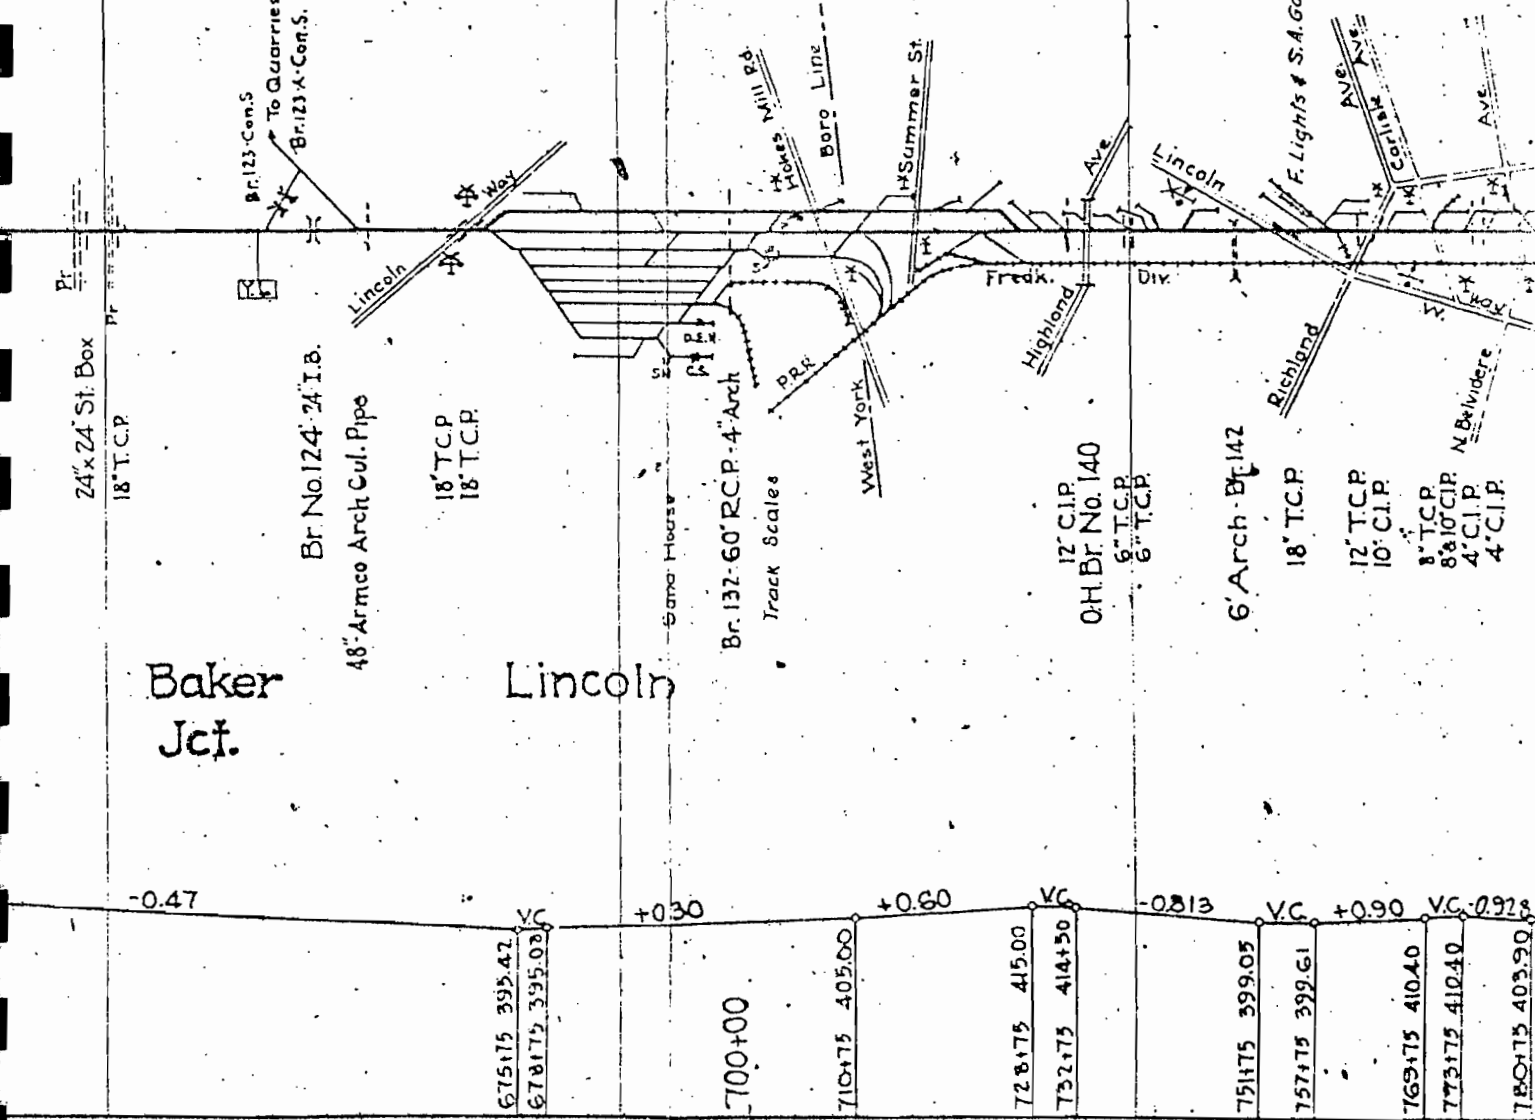 To Quarries
Br.123-A-Con.S.
Br.123-Con.S
Hokes Mill Rd.
Boro Line
Summer St.
Ave.
Lincoln
F. Lights & S.A.
Ave.
Carlisle Ave.
Ave.
Way
Lincoln
Pr
Pr
Y
Fredk. Div.
Highland
P.R.R
West York
Richland
W.
Way
N. Belvidere
24"x24" St. Box
18" T.C.P.
Br. No.124-24" I.B.
48"-Armco Arch Cul. Pipe
18" T.C.P
18" T.C.P.
Sand House
Br. 132-60" R.C.P.-4' Arch
Track Scales
12" C.I.P.
O.H. Br. No. 140
6" T.C.P.
6" T.C.P.
6' Arch-Br.142
18" T.C.P.
12" T.C.P.
10" C.I.P.
8" T.C.P.
8"&10" C.I.P.
4" C.I.P.
4" C.I.P.
Baker
Jct.
Lincoln
-0.47
V.C
+0.30
+0.60
V.C.
-0.813
V.C.
+0.90
V.C.
-0.928
675+75 395.42
678+75 395.08
700+00
710+75 405.00
728+75 415.00
732+75 414+50
751+75 399.05
757+75 399.61
769+75 410.40
773+75 410.40
780+75 403.90